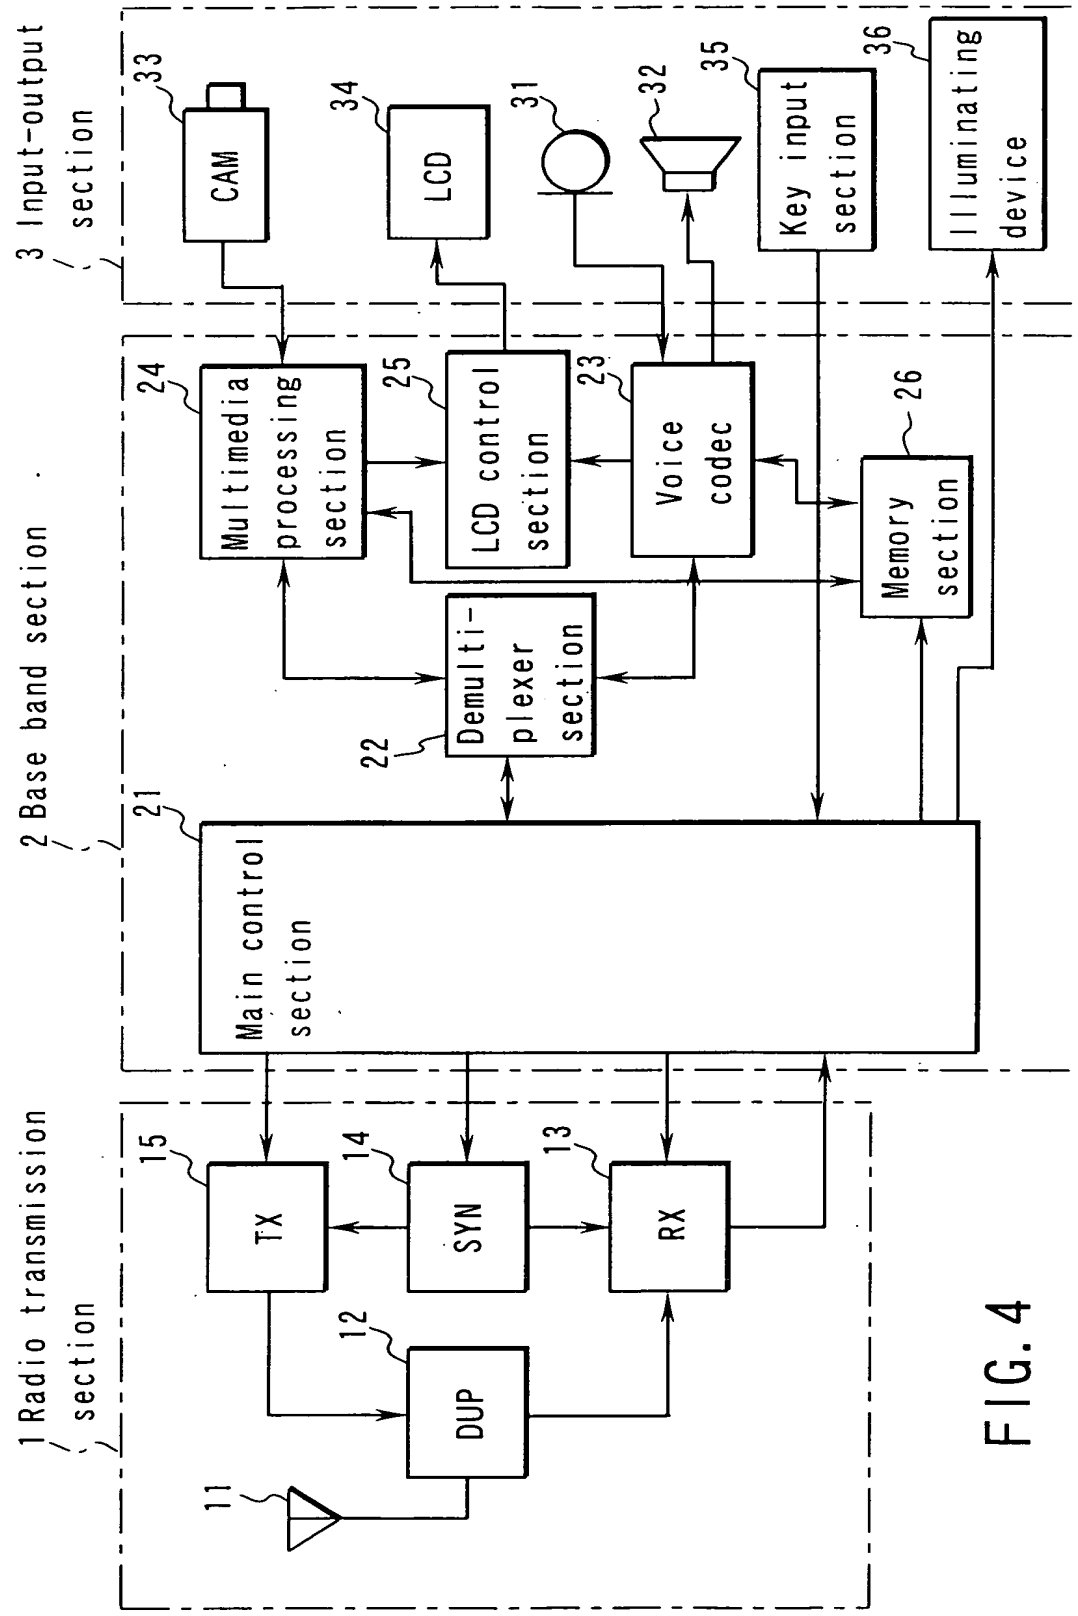 1 Radio transmission
section
2 Base band section
3 Input-output
section
11
12
DUP
15
TX
14
SYN
13
RX
21
Main control
section
22
Demulti-
plexer
section
24
Multimedia
processing
section
25
LCD control
section
23
Voice
codec
26
Memory
section
33
CAM
34
LCD
31
32
35
Key input
section
36
Illuminating
device
FIG. 4